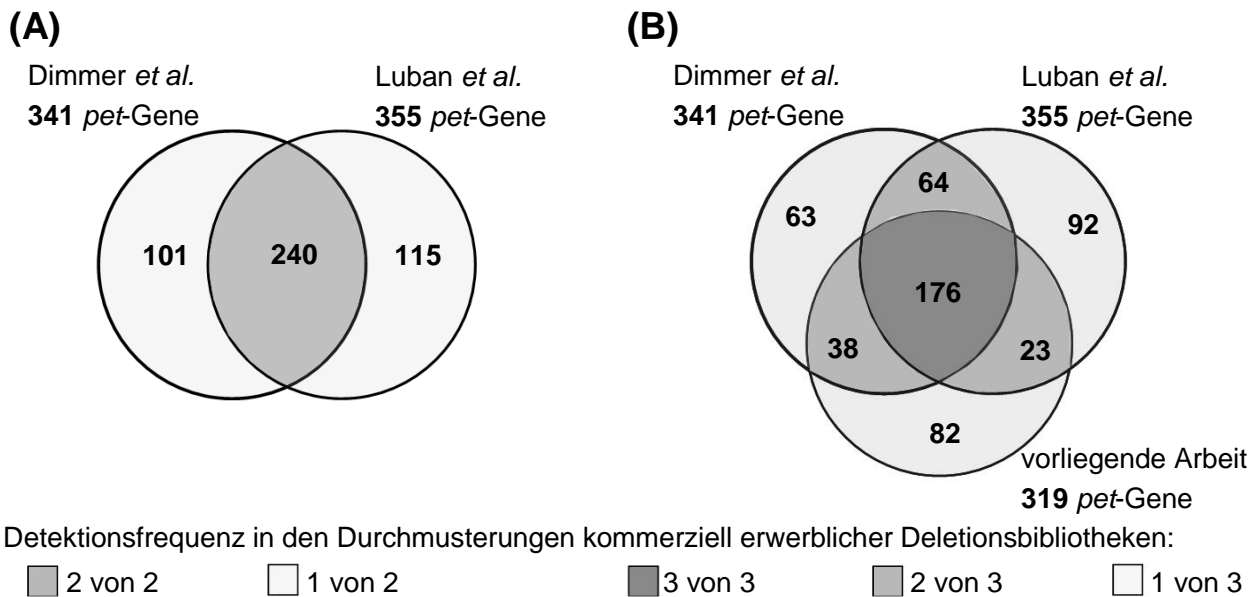 (A)
Dimmer et al.
341 pet-Gene
Luban et al.
355 pet-Gene
101
240
115
(B)
Dimmer et al.
341 pet-Gene
Luban et al.
355 pet-Gene
64
63
92
176
38
23
82
vorliegende Arbeit
319 pet-Gene
Detektionsfrequenz in den Durchmusterungen kommerziell erwerblicher Deletionsbibliotheken:
2 von 2
1 von 2
3 von 3
2 von 3
1 von 3